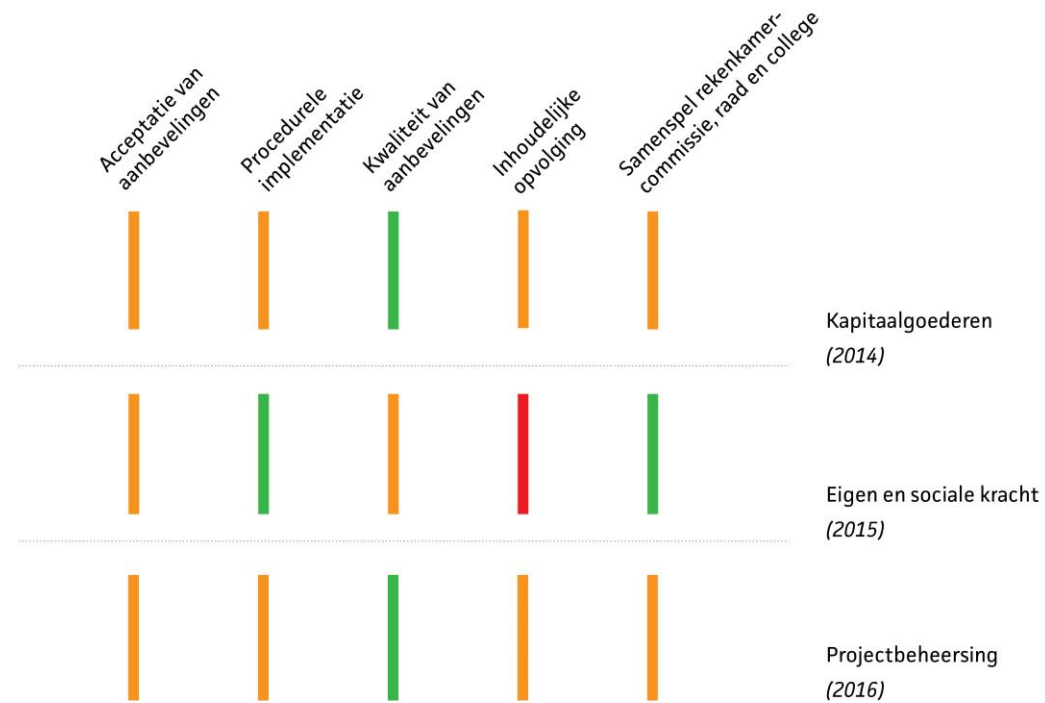 Acceptatie van
aanbevelingen
Procedurele
implementatie
Kwaliteit van
aanbevelingen
Inhoudelijke
opvolging
Samenspel rekenkamer-
commissie, raad en college
Kapitaalgoederen
(2014)
Eigen en sociale kracht
(2015)
Projectbeheersing
(2016)